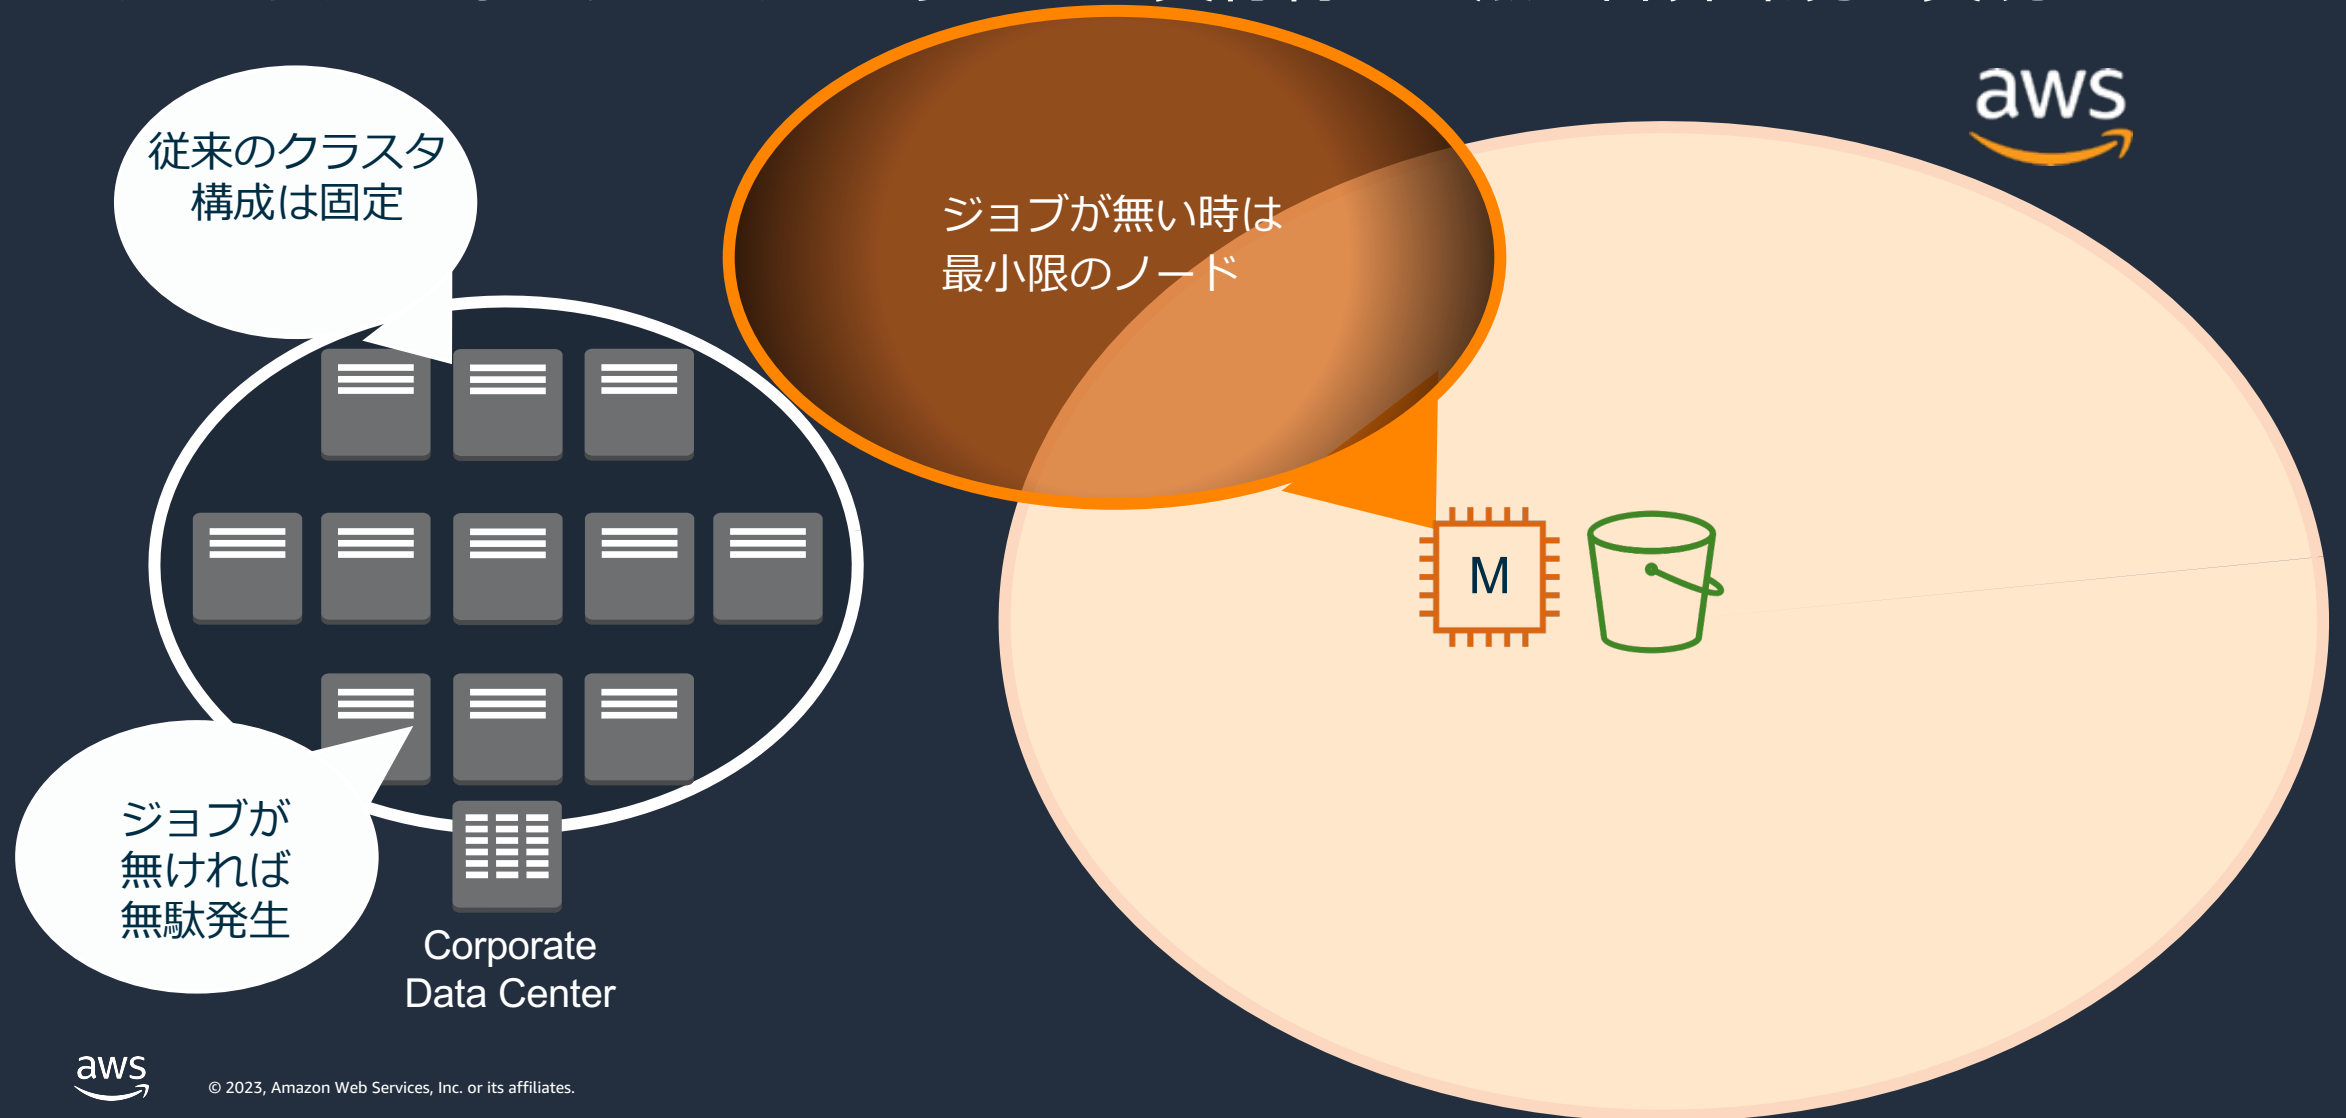 aws
従来のクラスタ
構成は固定
ジョブが無い時は
最小限のノード
M
ジョブが
無ければ
無駄発生
Corporate
Data Center
aws
© 2023, Amazon Web Services, Inc. or its affiliates.